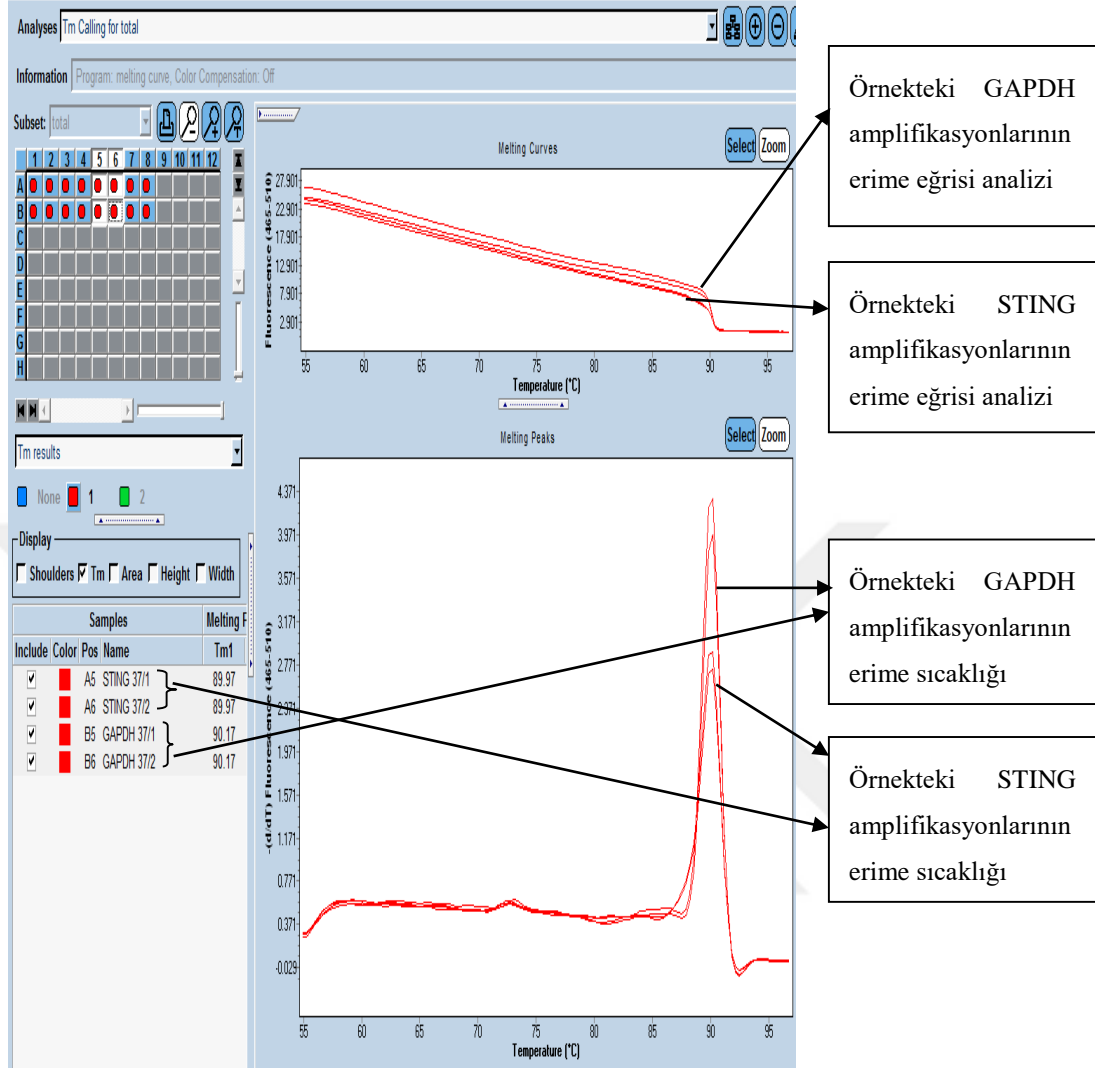 Analyses Tm Calling for total
Information Program: melting curve, Color Compensation: Off
Subset: total
1 2 3 4 5 6 7 8 9 10 11 12
A
B
C
D
E
F
G
H
Tm results
None 1 2
Display
Shoulders Tm Area Height Width
Samples Melting
Include Color Pos Name Tm1
A5 STING 37/1 89.97
A6 STING 37/2 89.97
B5 GAPDH 37/1 90.17
B6 GAPDH 37/2 90.17
Melting Curves
Select Zoom
Fluorescence (465-510)
27.901
22.901
17.901
12.901
7.901
2.901
55 60 65 70 75 80 85 90 95
Temperature (°C)
Melting Peaks
Select Zoom
-(d/dT) Fluorescence (465-510)
4.371
3.971
3.571
3.171
2.771
2.371
1.971
1.571
1.171
0.771
0.371
-0.029
55 60 65 70 75 80 85 90 95
Temperature (°C)
Örnekteki GAPDH
amplifikasyonlarının
erime eğrisi analizi
Örnekteki STING
amplifikasyonlarının
erime eğrisi analizi
Örnekteki GAPDH
amplifikasyonlarının
erime sıcaklığı
Örnekteki STING
amplifikasyonlarının
erime sıcaklığı